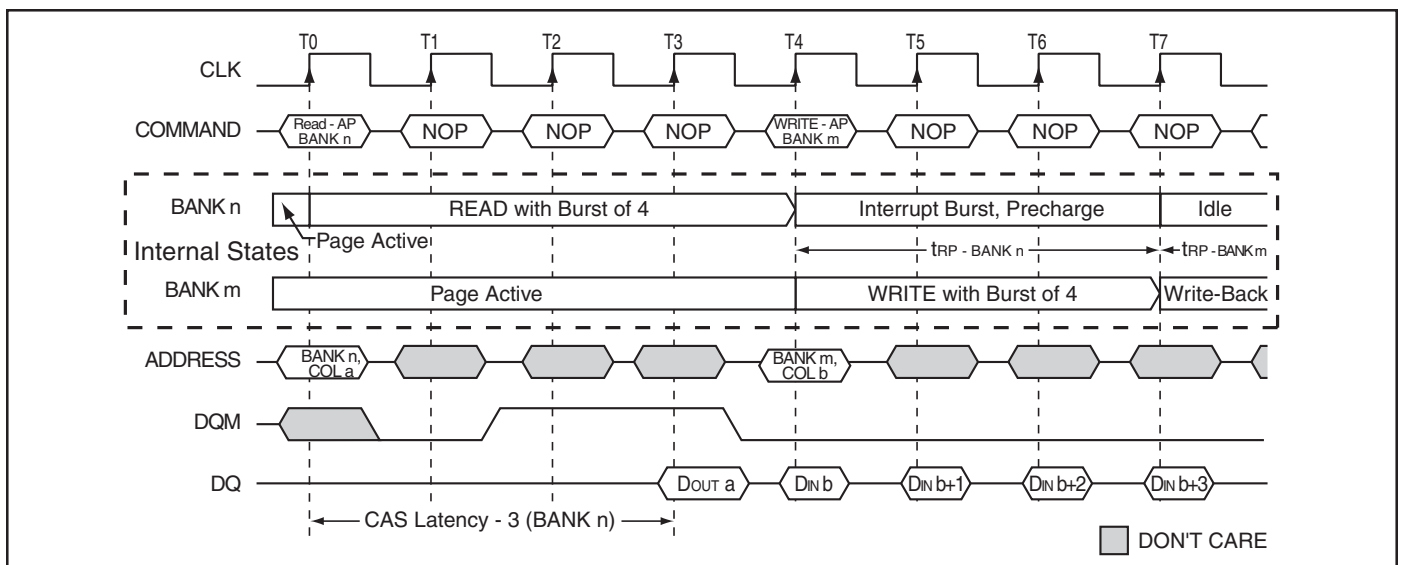 T0 T1 T2 T3 T4 T5 T6 T7
CLK
COMMAND Read - AP BANK n NOP NOP NOP WRITE - AP BANK m NOP NOP NOP
BANK n READ with Burst of 4 Interrupt Burst, Precharge Idle
Internal States Page Active tRP - BANK n tRP - BANK m
BANK m Page Active WRITE with Burst of 4 Write-Back
ADDRESS BANK n, COL a BANK m, COL b
DQM
DQ DOUT a DIN b DIN b+1 DIN b+2 DIN b+3
CAS Latency - 3 (BANK n)
DON'T CARE